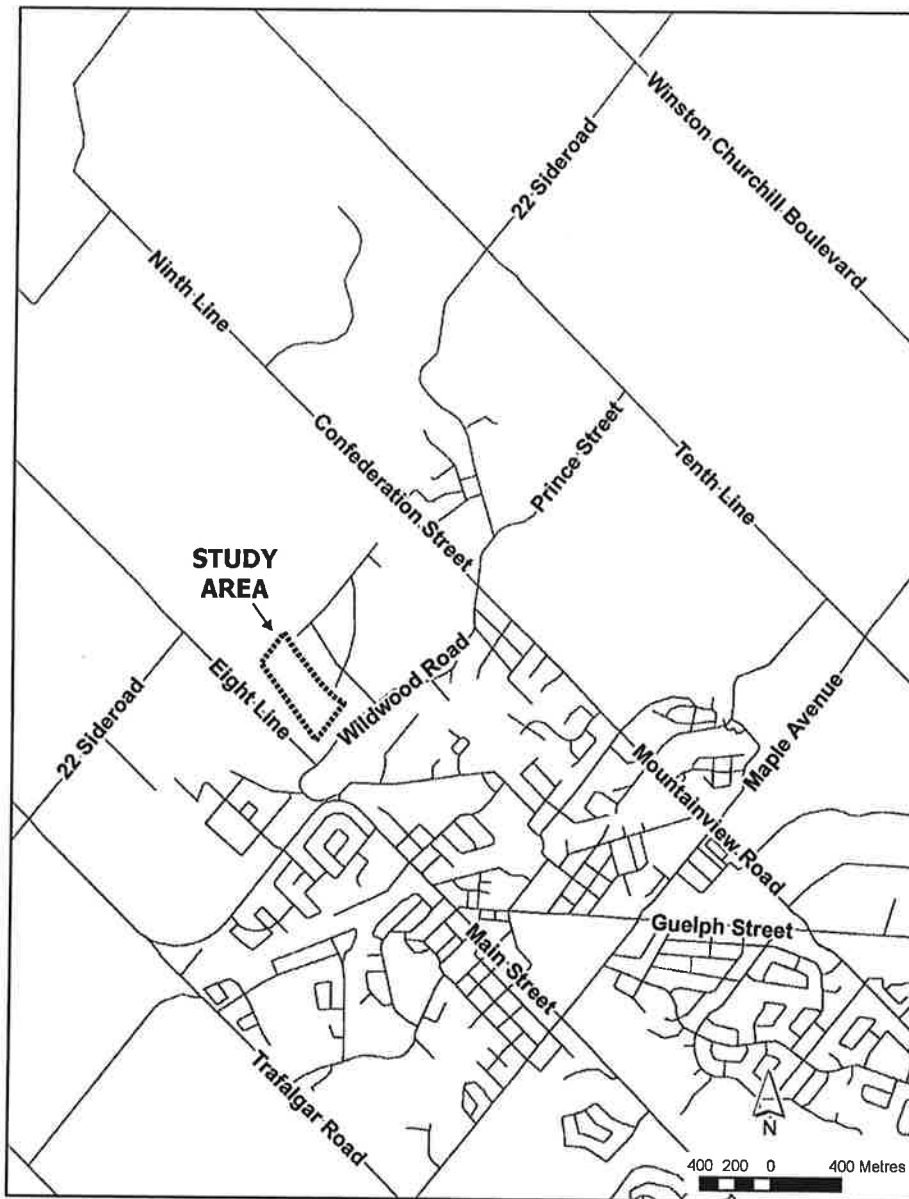 Winston Churchill Boulevard
22 Sideroad
Ninth Line
Confederation Street
Prince Street
Tenth Line
STUDY
AREA
Eight Line
Wildwood Road
22 Sideroad
Maple Avenue
Mountainview Road
Guelph Street
Main Street
Trafalgar Road
N
400 200 0 400 Metres